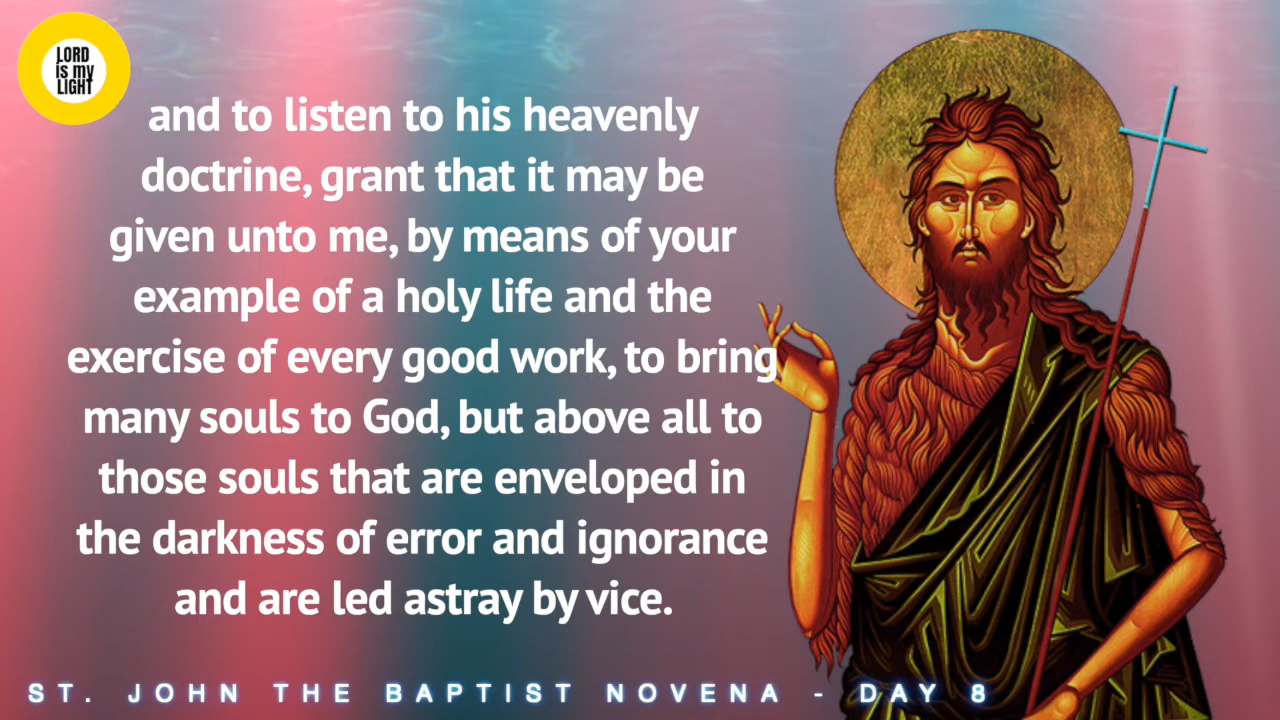 LORD
is my
LIGHT
and to listen to his heavenly
doctrine, grant that it may be
given unto me, by means of your
example of a holy life and the
exercise of every good work, to bring
many souls to God, but above all to
those souls that are enveloped in
the darkness of error and ignorance
and are led astray by vice.
ST. JOHN THE BAPTIST NOVENA - DAY 8